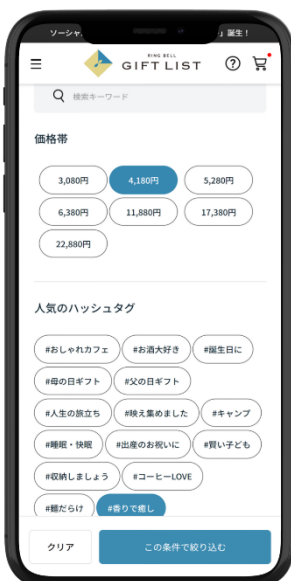 ソーシャ 」誕生！
RING BELL
GIFT LIST
検索キーワード
価格帯
3,080円 4,180円 5,280円
6,380円 11,880円 17,380円
22,880円
人気のハッシュタグ
#おしゃれカフェ #お酒大好き #誕生日に
#母の日ギフト #父の日ギフト
#人生の旅立ち #映え集めました #キャンプ
#睡眠・快眠 #出産のお祝いに #賢い子ども
#収納しましょう #コーヒーLOVE
#麺だらけ #香りで癒し
クリア この条件で絞り込む